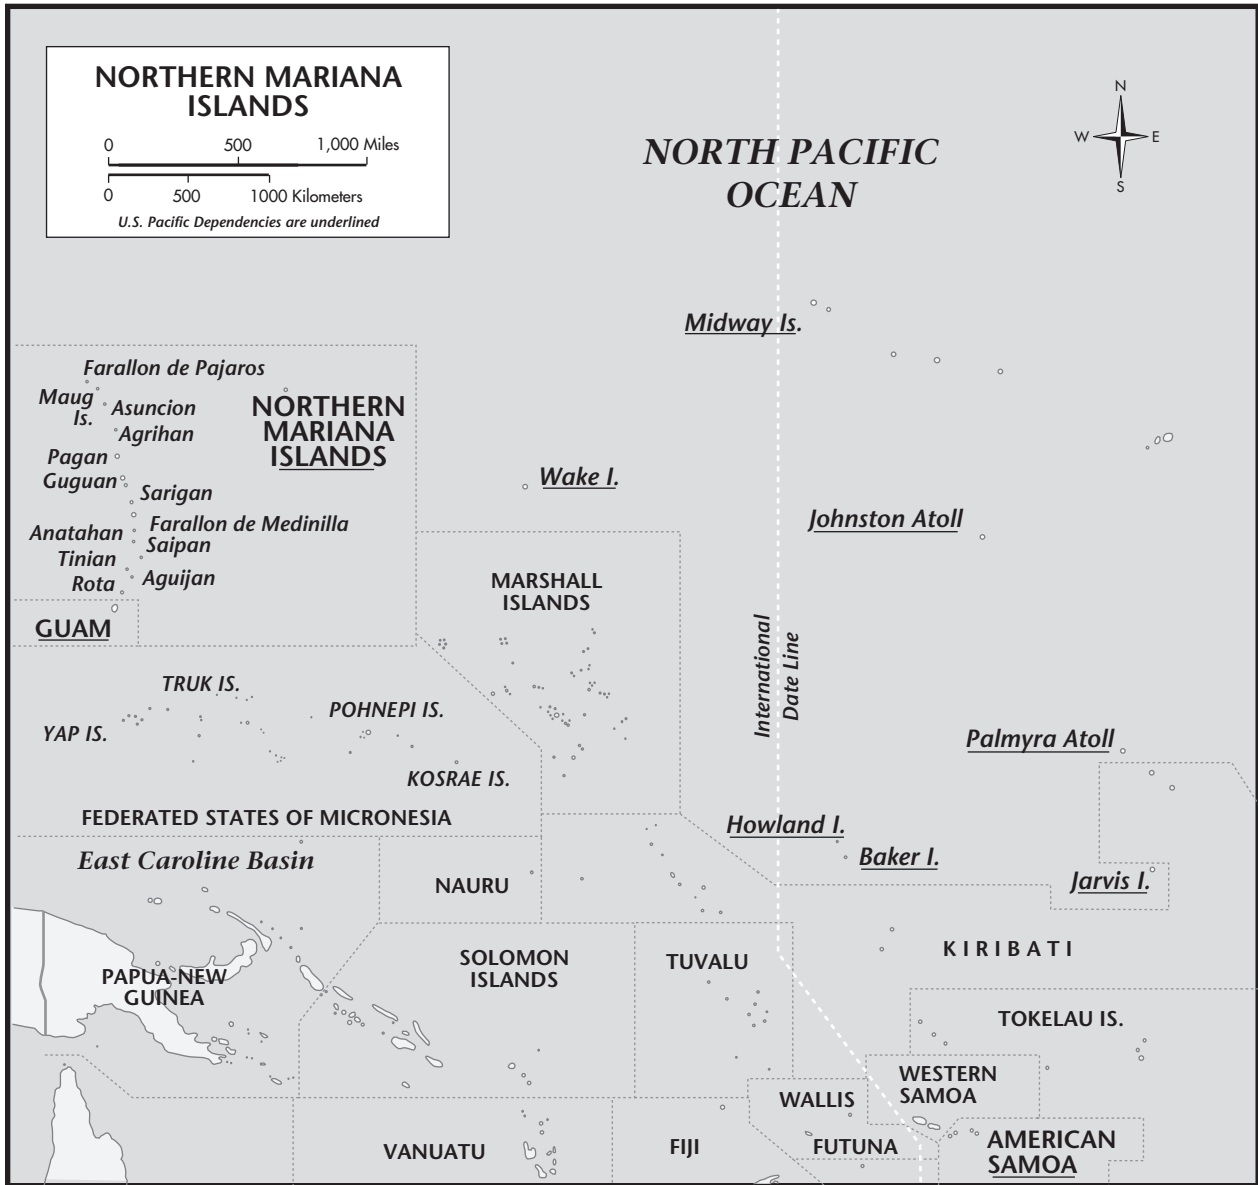 NORTHERN MARIANA
ISLANDS
0 500 1,000 Miles
0 500 1000 Kilometers
U.S. Pacific Dependencies are underlined
N
W E
S
NORTH PACIFIC
OCEAN
Midway Is.
Farallon de Pajaros
Maug
Is.
Asuncion
Agrihan
NORTHERN
MARIANA
ISLANDS
Pagan
Guguan
Sarigan
Wake I.
Anatahan
Farallon de Medinilla
Saipan
Tinian
Rota
Aguijan
Johnston Atoll
MARSHALL
ISLANDS
GUAM
International
Date Line
TRUK IS.
YAP IS.
POHNEPI IS.
KOSRAE IS.
Palmyra Atoll
FEDERATED STATES OF MICRONESIA
Howland I.
Baker I.
Jarvis I.
East Caroline Basin
NAURU
KIRIBATI
SOLOMON
ISLANDS
TUVALU
PAPUA-NEW
GUINEA
TOKELAU IS.
WESTERN
SAMOA
WALLIS
FUTUNA
VANUATU
FIJI
AMERICAN
SAMOA